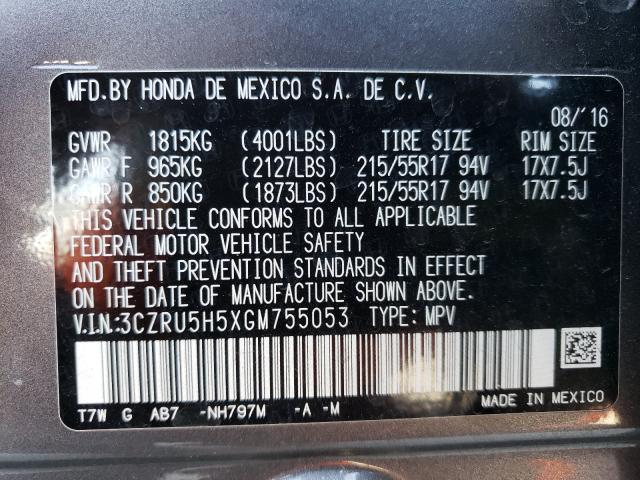 MFD.BY HONDA DE MEXICO S.A. DE C.V.
08/'16
GVWR 1815KG (4001LBS) TIRE SIZE RIM SIZE
GAWR F 965KG (2127LBS) 215/55R17 94V 17X7.5J
GAWR R 850KG (1873LBS) 215/55R17 94V 17X7.5J
THIS VEHICLE CONFORMS TO ALL APPLICABLE
FEDERAL MOTOR VEHICLE SAFETY
AND THEFT PREVENTION STANDARDS IN EFFECT
ON THE DATE OF MANUFACTURE SHOWN ABOVE.
V.I.N.:3CZRU5H5XGM755053 TYPE: MPV
T7W G AB7 -NH797M -A -M MADE IN MEXICO